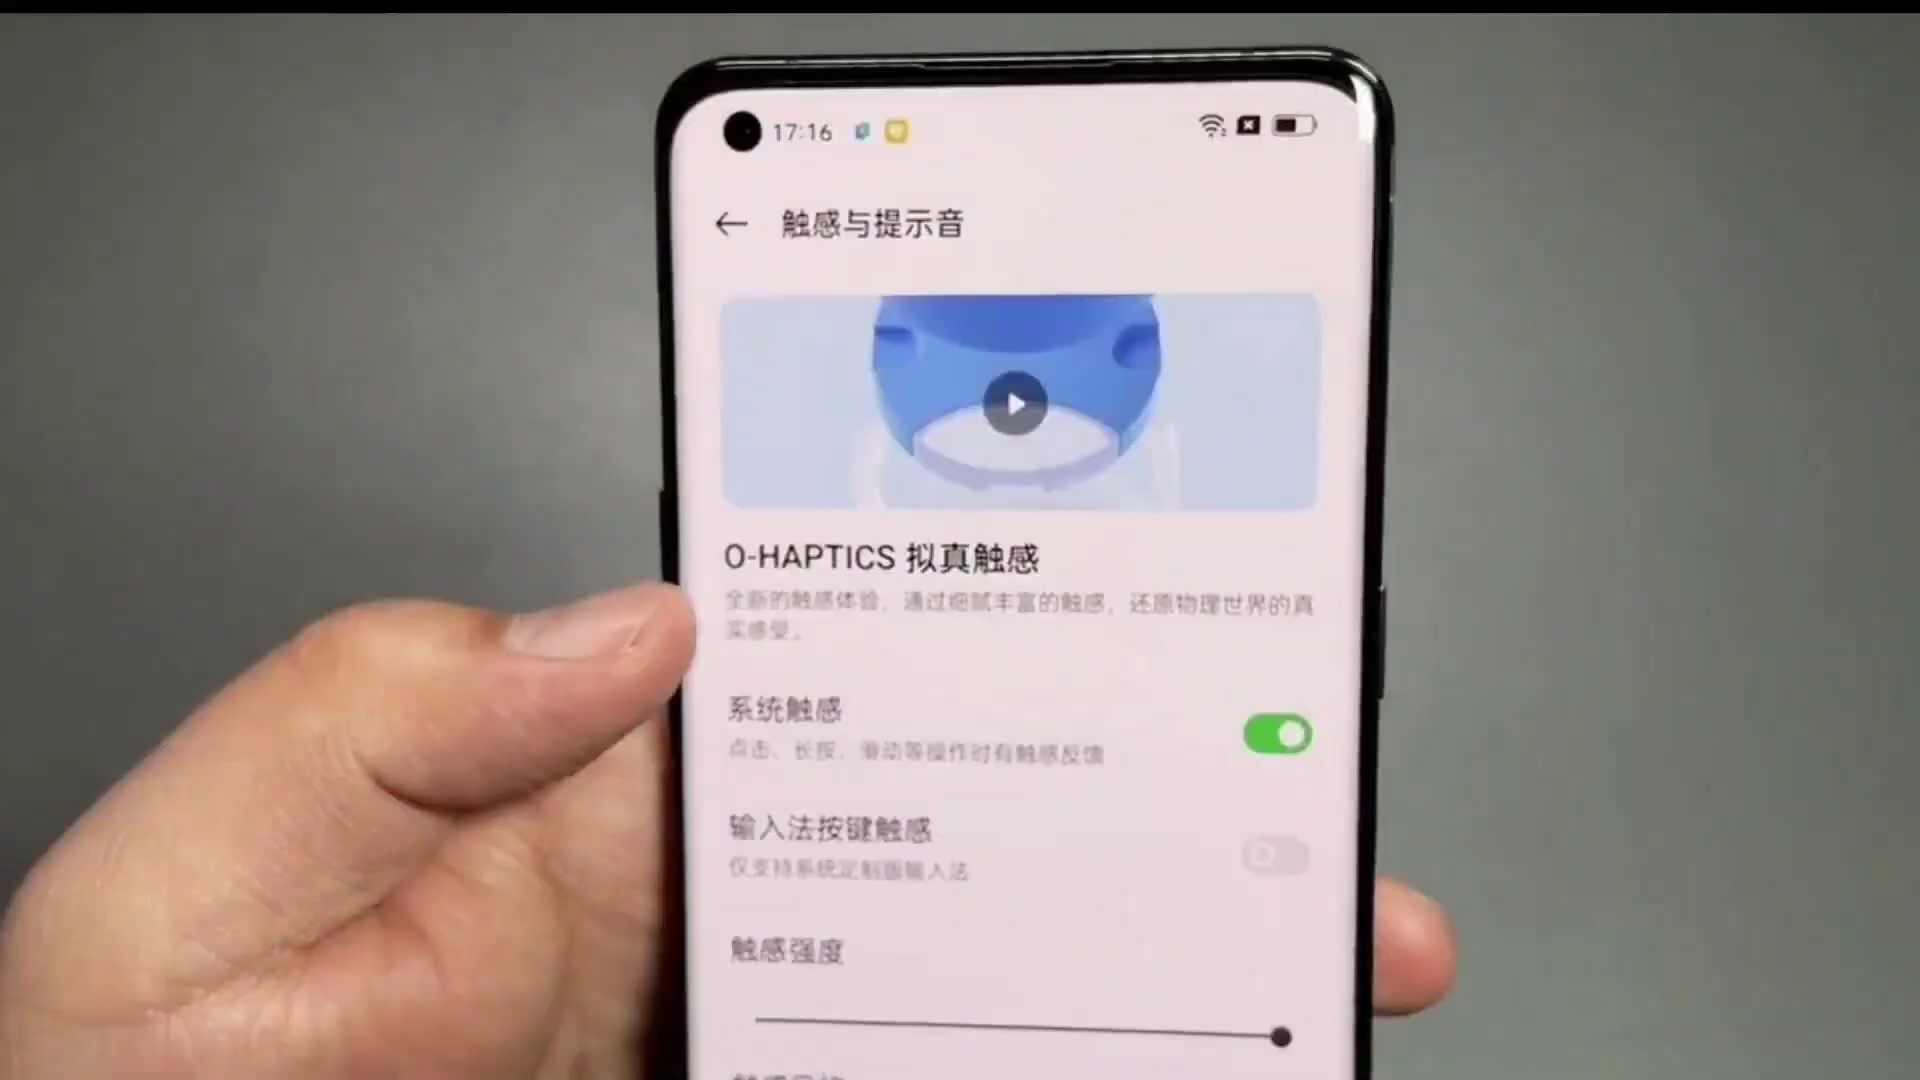 17:16
触感与提示音
O-HAPTICS 拟真触感
全新的触感体验，通过细腻丰富的触感，还原物理世界的真
实感受。
系统触感
点击、长按、滑动等操作时有触感反馈
输入法按键触感
仅支持系统定制版输入法
触感强度